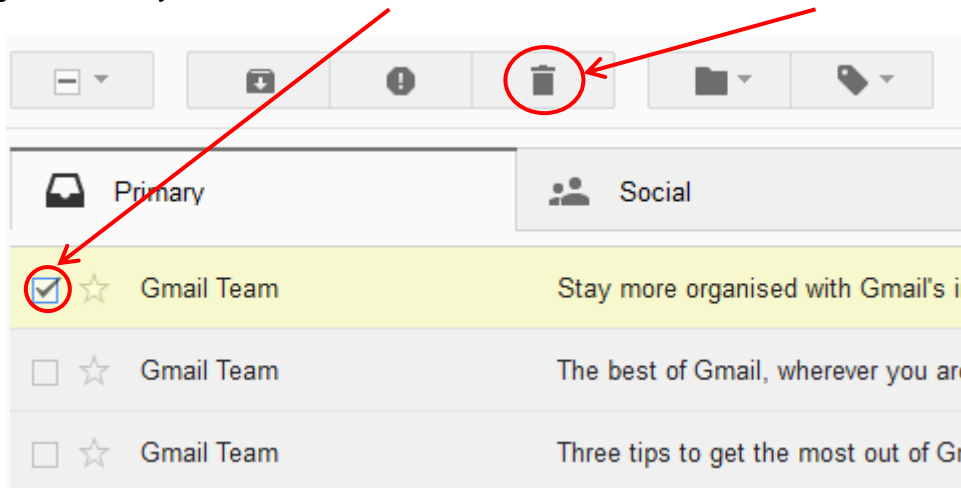 Primary
Social
Gmail Team
Stay more organised with Gmail's
Gmail Team
The best of Gmail, wherever you
Gmail Team
Three tips to get the most out of